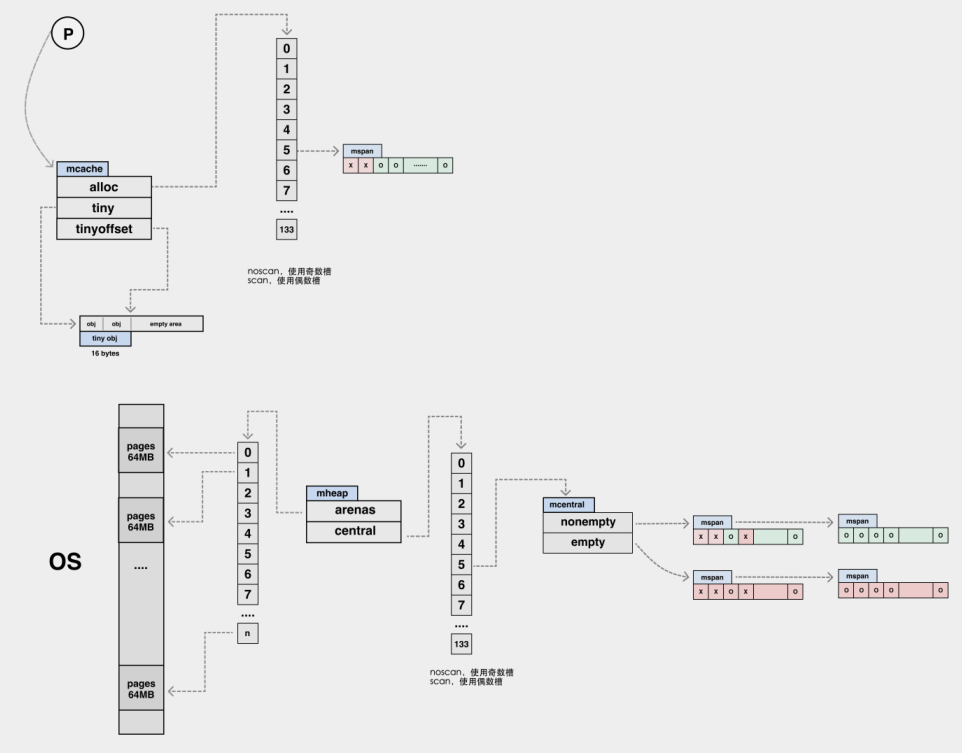 P
mcache
alloc
tiny
tinyoffset
0
1
2
3
4
5
6
7
....
133
mspan
x x o o ....... o
noscan，使用奇数槽
scan，使用偶数槽
obj obj empty area
tiny obj
16 bytes
OS
pages
64MB
pages
64MB
....
pages
64MB
0
1
2
3
4
5
6
7
....
n
mheap
arenas
central
0
1
2
3
4
5
6
7
....
133
noscan，使用奇数槽
scan，使用偶数槽
mcentral
nonempty
empty
mspan
x x o x o
mspan
o o o o o
mspan
x x o x o
mspan
o o o o o